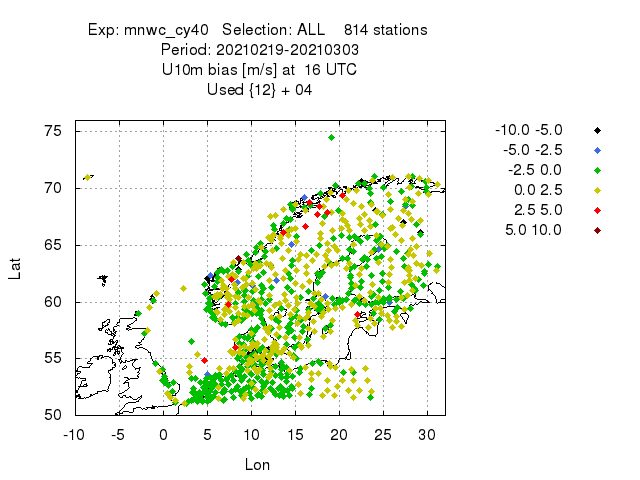 Exp: mnwc_cy40 Selection: ALL 814 stations
Period: 20210219-20210303
U10m bias [m/s] at 16 UTC
Used {12} + 04
-10.0 -5.0
-5.0 -2.5
-2.5 0.0
0.0 2.5
2.5 5.0
5.0 10.0
Lat
75
70
65
60
55
50
-10 -5 0 5 10 15 20 25 30
Lon